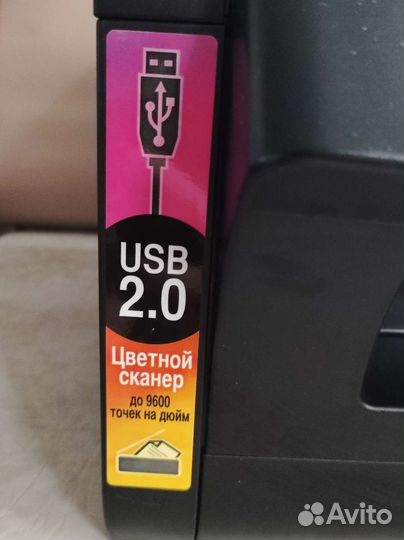 USB
2.0
Цветной
сканер
до 9600
точек на дюйм
Avito